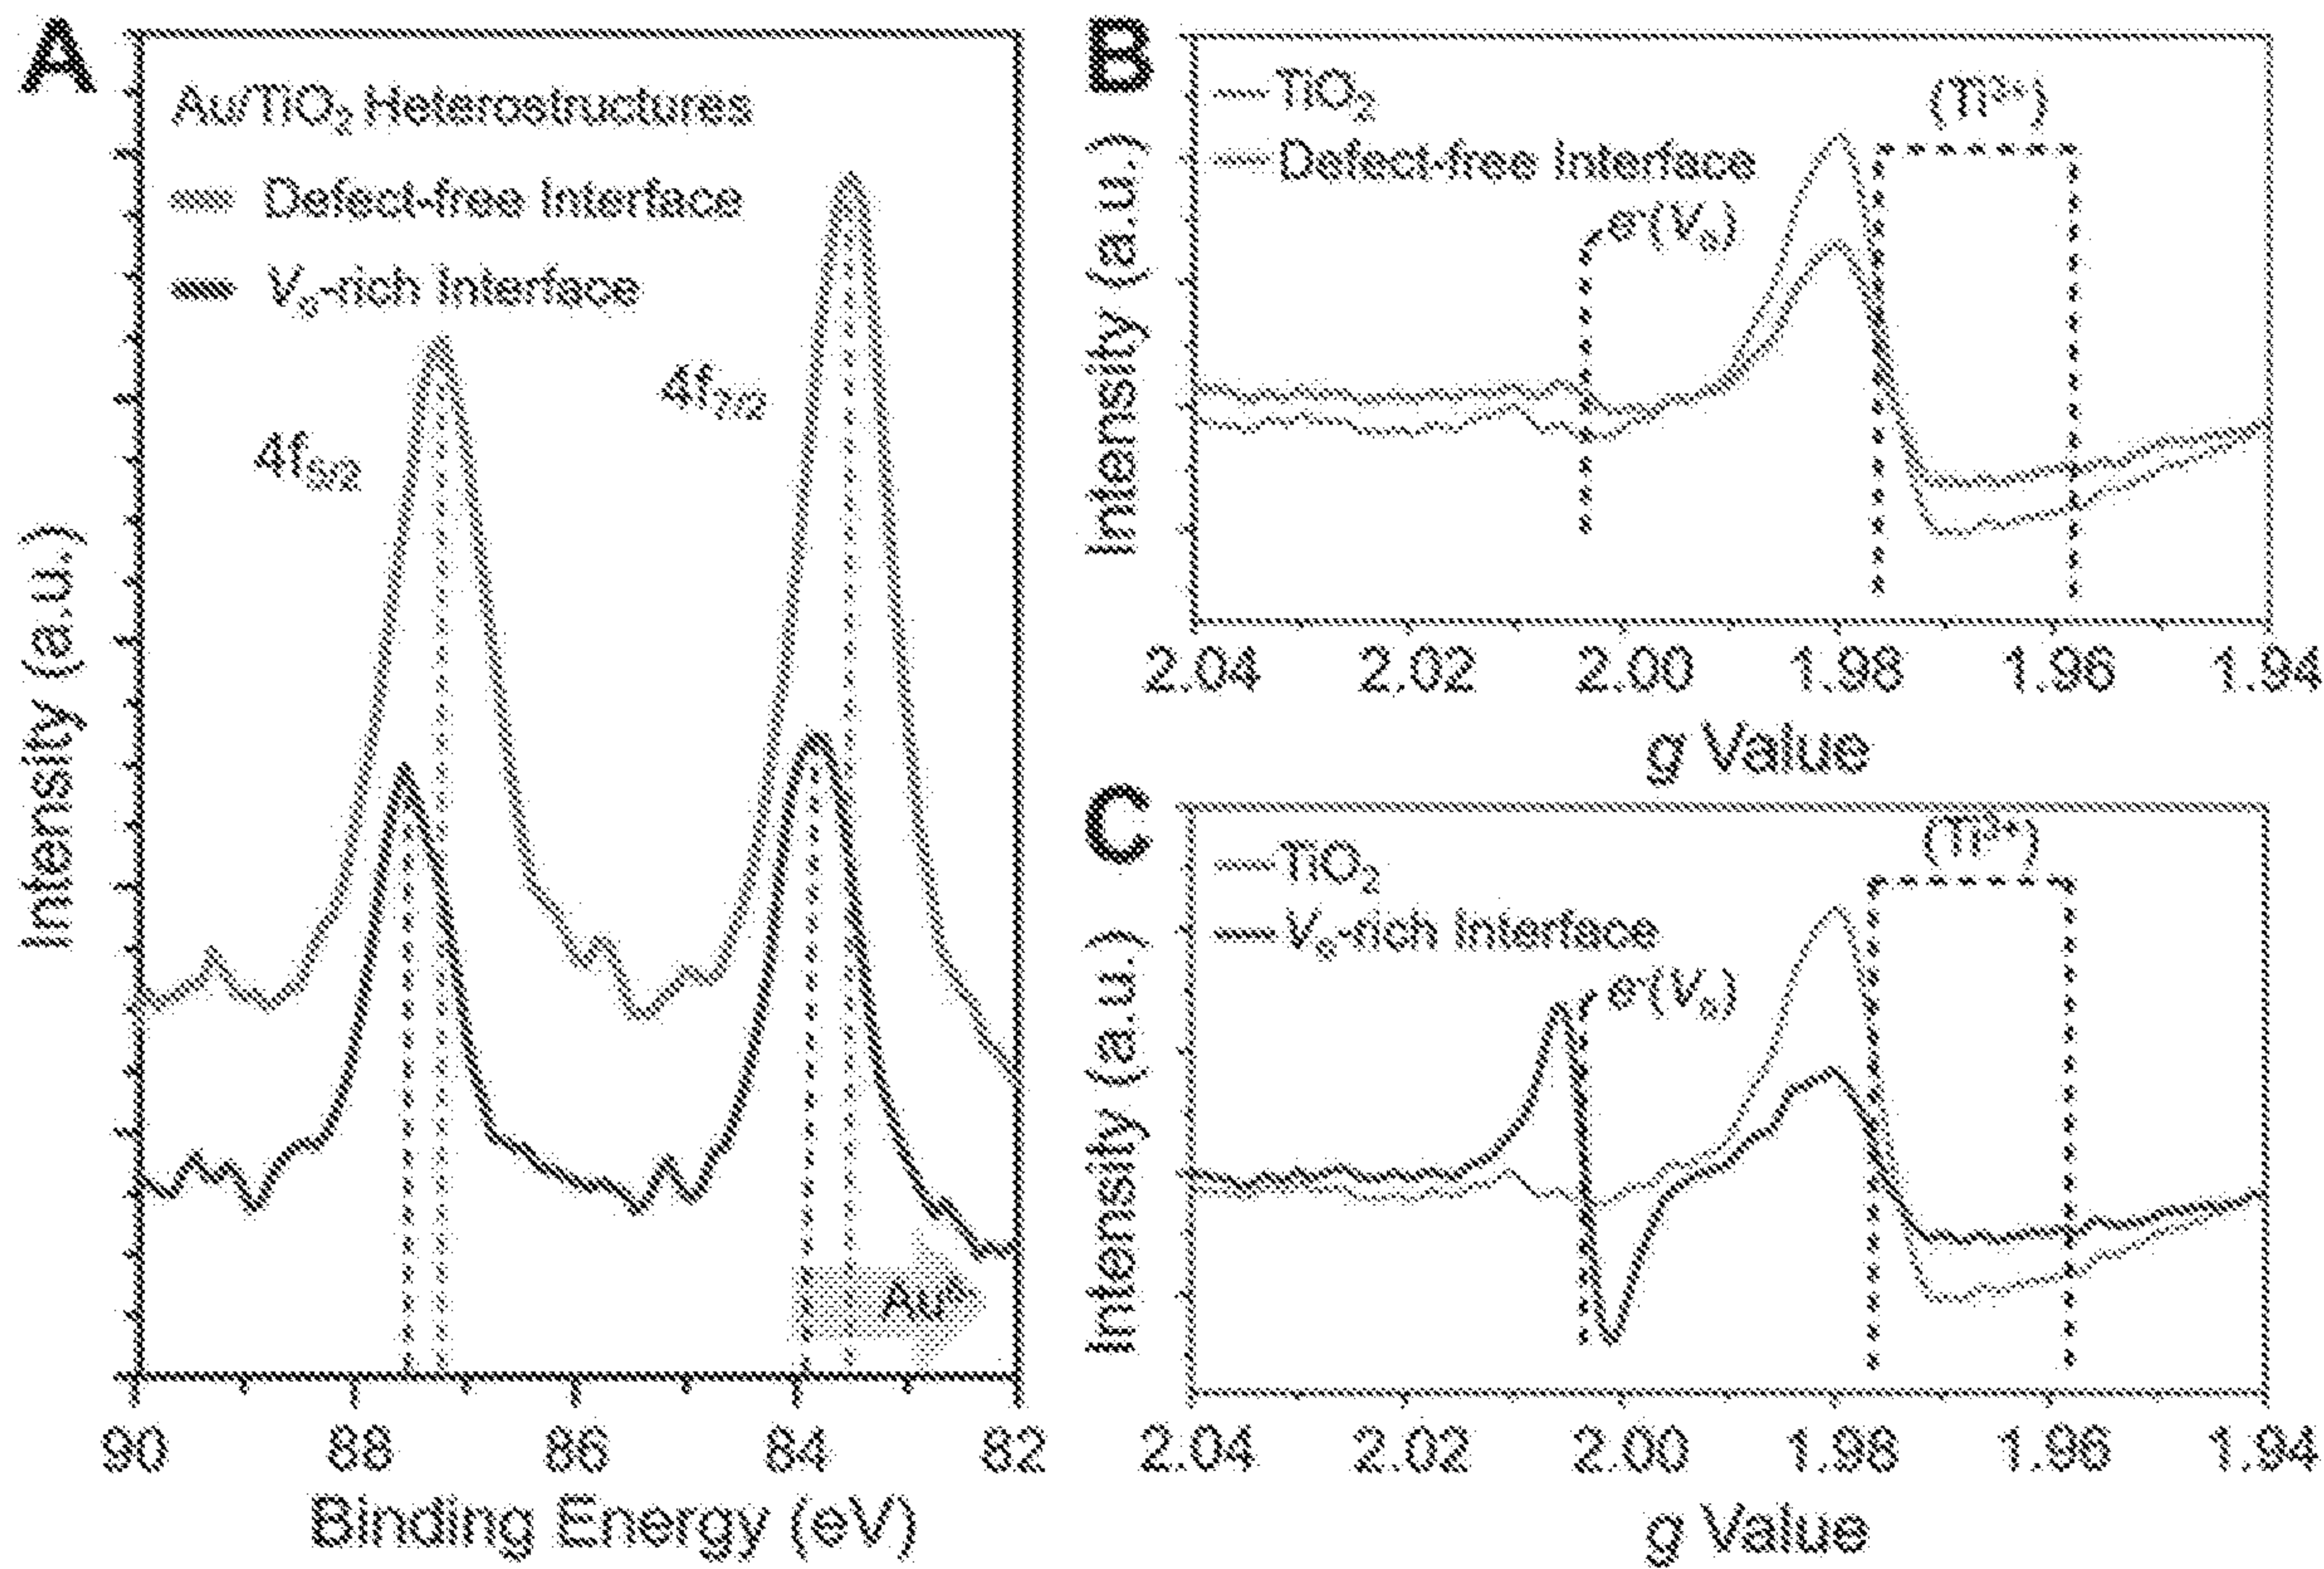 A
Au/TiO₂ Heterostructures
Defect-free Interface
Vₒ-rich Interface
4f₅/₂
4f₇/₂
Intensity (a.u.)
90 88 86 84 82
Binding Energy (eV)
B
TiO₂
Defect-free Interface
(Ti³⁺)
e⁻(Vₒ)
Intensity (a.u.)
2.04 2.02 2.00 1.98 1.96 1.94
g Value
C
TiO₂
Vₒ-rich Interface
(Ti³⁺)
e⁻(Vₒ)
Intensity (a.u.)
2.04 2.02 2.00 1.98 1.96 1.94
g Value